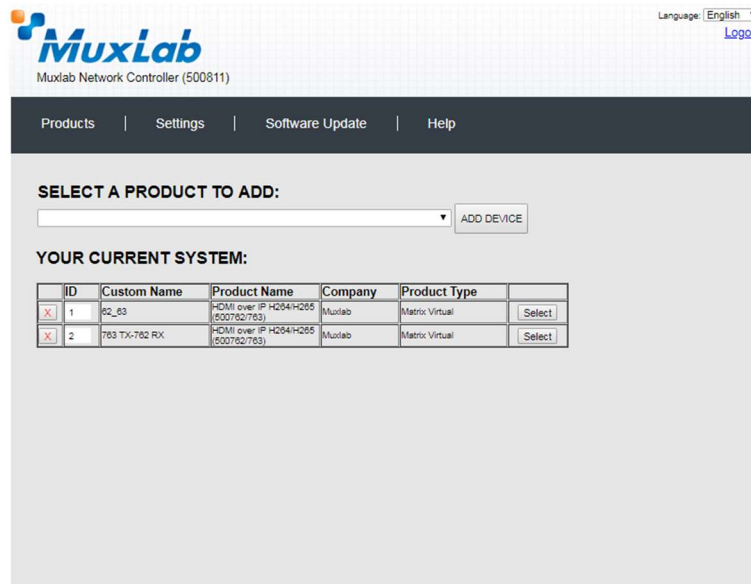 Language: English
Logo
MuxLab
Muxlab Network Controller (500811)
Products | Settings | Software Update | Help
SELECT A PRODUCT TO ADD:
ADD DEVICE
YOUR CURRENT SYSTEM:
ID Custom Name Product Name Company Product Type
X 1 62_63 HDMI over IP H264/H265 (500762/763) Muxlab Matrix Virtual Select
X 2 763 TX-762 RX HDMI over IP H264/H265 (500762/763) Muxlab Matrix Virtual Select